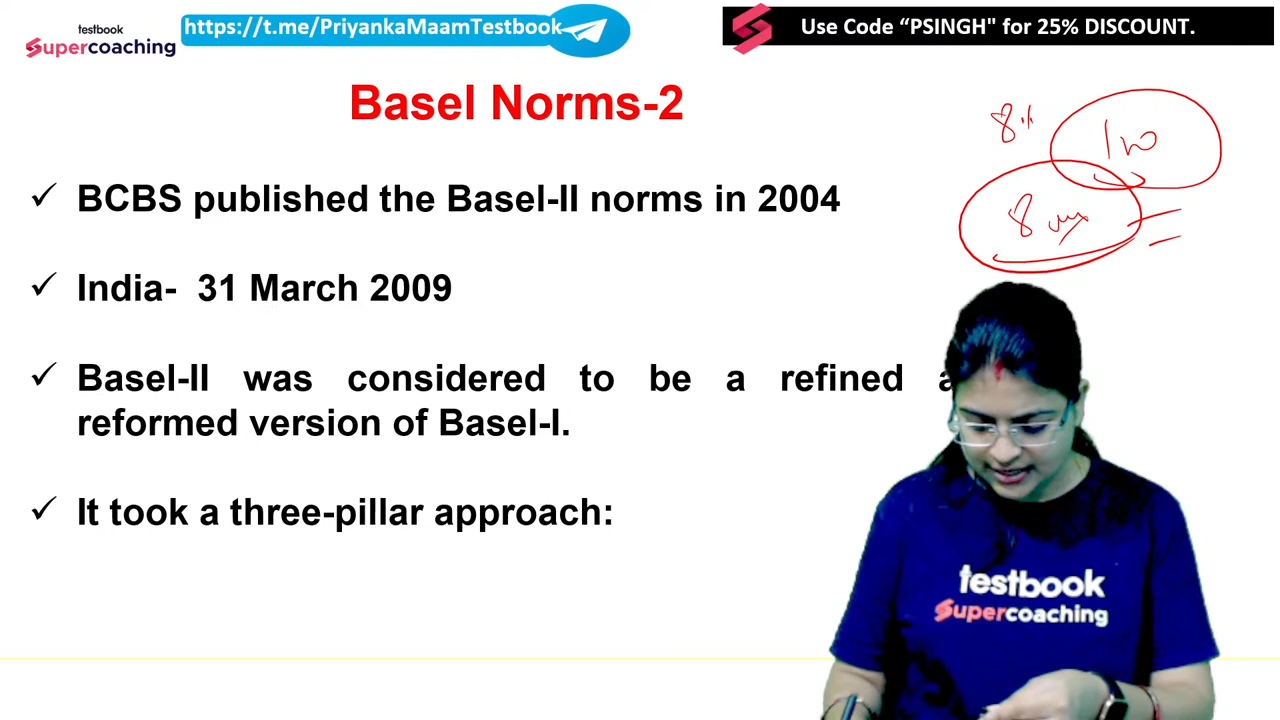 testbook
Supercoaching
https://t.me/PriyankaMaamTestbook
Use Code “PSINGH" for 25% DISCOUNT.
Basel Norms-2
8%
100
8
✓ BCBS published the Basel-II norms in 2004
✓ India- 31 March 2009
✓ Basel-II was considered to be a refined a
reformed version of Basel-I.
✓ It took a three-pillar approach:
testbook
Supercoaching